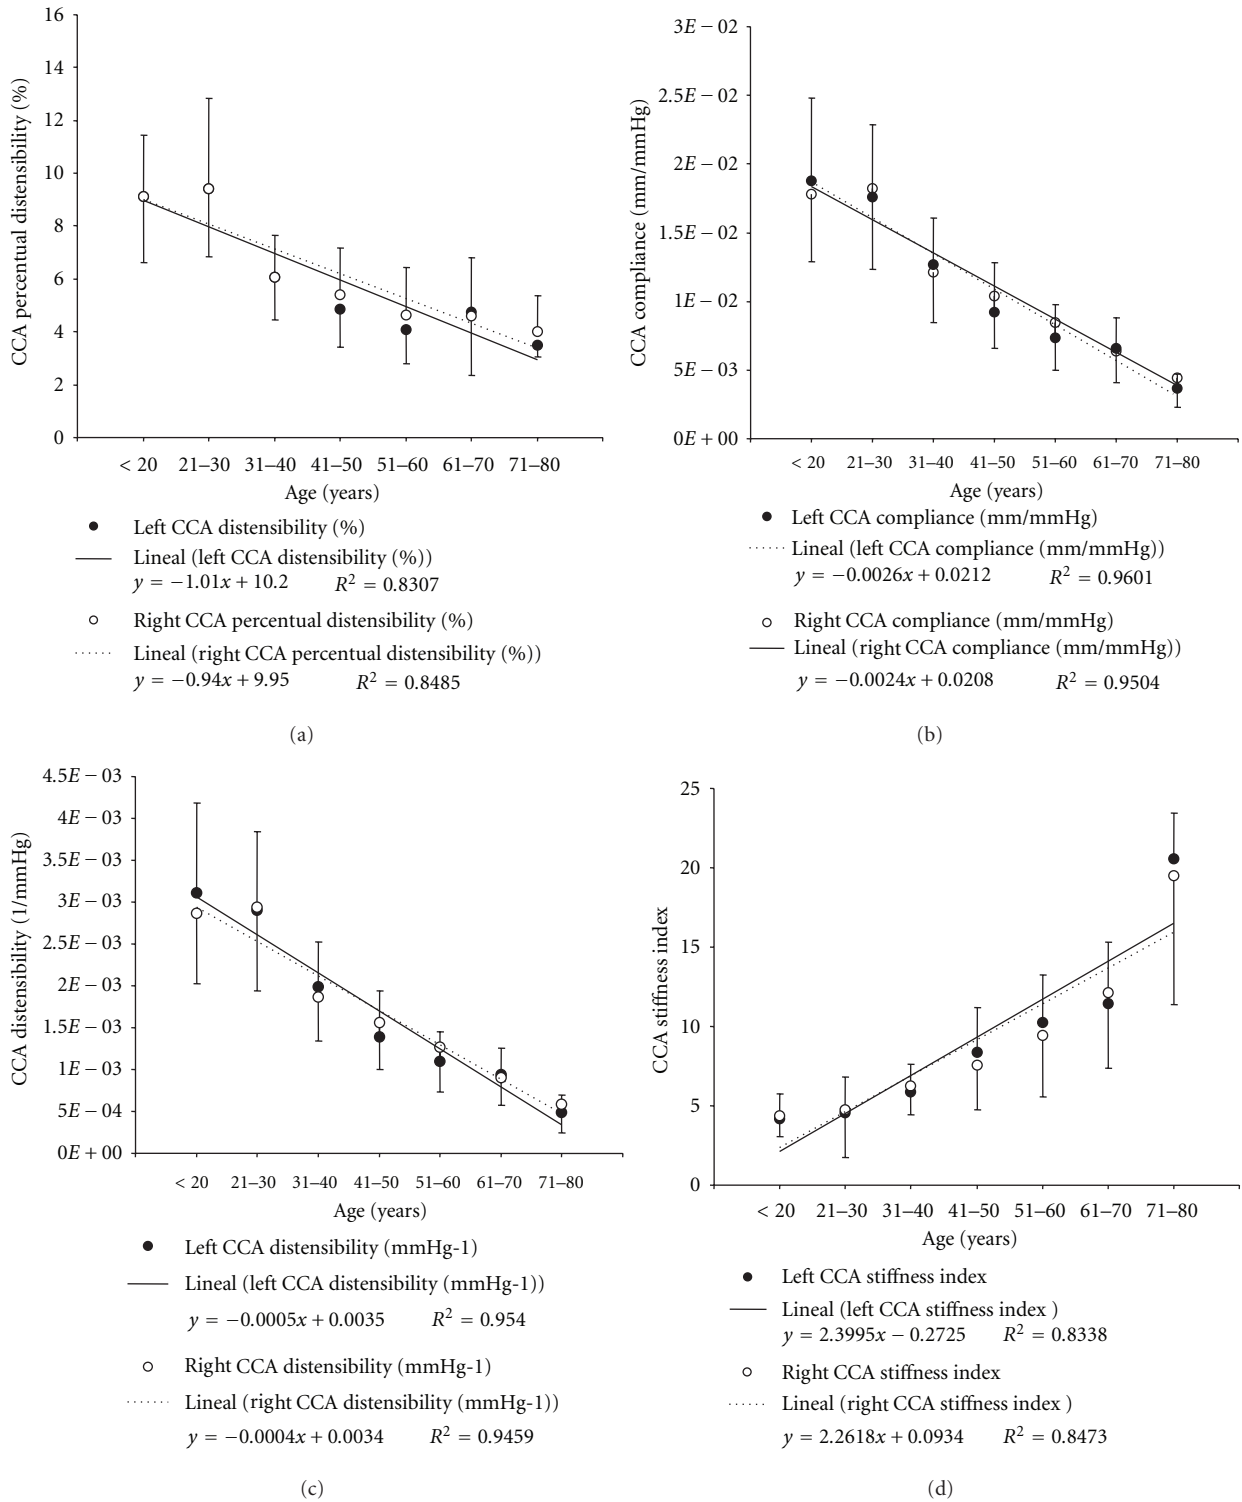 16
14
12
10
8
6
4
2
0
CCA percentual distensibility (%)
< 20 21–30 31–40 41–50 51–60 61–70 71–80
Age (years)
Left CCA distensibility (%)
Lineal (left CCA distensibility (%))
y = −1.01x + 10.2 R² = 0.8307
Right CCA percentual distensibility (%)
Lineal (right CCA percentual distensibility (%))
y = −0.94x + 9.95 R² = 0.8485
(a)
3E − 02
2.5E − 02
2E − 02
1.5E − 02
1E − 02
5E − 03
0E + 00
CCA compliance (mm/mmHg)
< 20 21–30 31–40 41–50 51–60 61–70 71–80
Age (years)
Left CCA compliance (mm/mmHg)
Lineal (left CCA compliance (mm/mmHg))
y = −0.0026x + 0.0212 R² = 0.9601
Right CCA compliance (mm/mmHg)
Lineal (right CCA compliance (mm/mmHg))
y = −0.0024x + 0.0208 R² = 0.9504
(b)
4.5E − 03
4E − 03
3.5E − 03
3E − 03
2.5E − 03
2E − 03
1.5E − 03
1E − 03
5E − 04
0E + 00
CCA distensibility (1/mmHg)
< 20 21–30 31–40 41–50 51–60 61–70 71–80
Age (years)
Left CCA distensibility (mmHg-1)
Lineal (left CCA distensibility (mmHg-1))
y = −0.0005x + 0.0035 R² = 0.954
Right CCA distensibility (mmHg-1)
Lineal (right CCA distensibility (mmHg-1))
y = −0.0004x + 0.0034 R² = 0.9459
(c)
25
20
15
10
5
0
CCA stiffness index
< 20 21–30 31–40 41–50 51–60 61–70 71–80
Age (years)
Left CCA stiffness index
Lineal (left CCA stiffness index )
y = 2.3995x − 0.2725 R² = 0.8338
Right CCA stiffness index
Lineal (right CCA stiffness index )
y = 2.2618x + 0.0934 R² = 0.8473
(d)